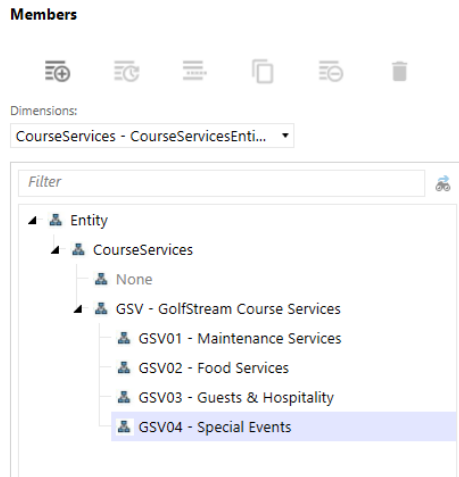 Members
Dimensions:
CourseServices - CourseServicesEnti...
Filter
Entity
CourseServices
None
GSV - GolfStream Course Services
GSV01 - Maintenance Services
GSV02 - Food Services
GSV03 - Guests & Hospitality
GSV04 - Special Events